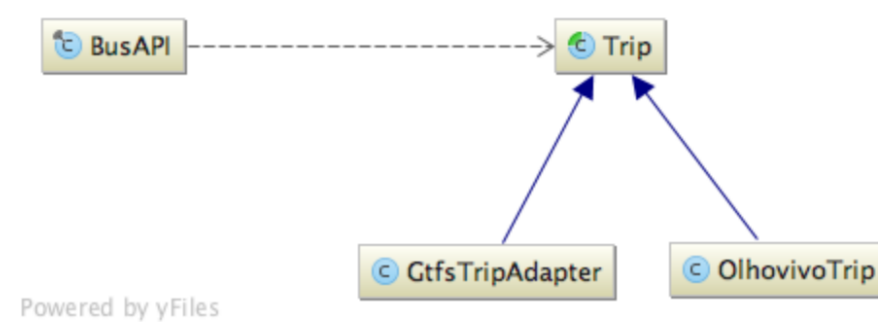 BusAPI
Trip
GtfsTripAdapter
OlhovivoTrip
Powered by yFiles